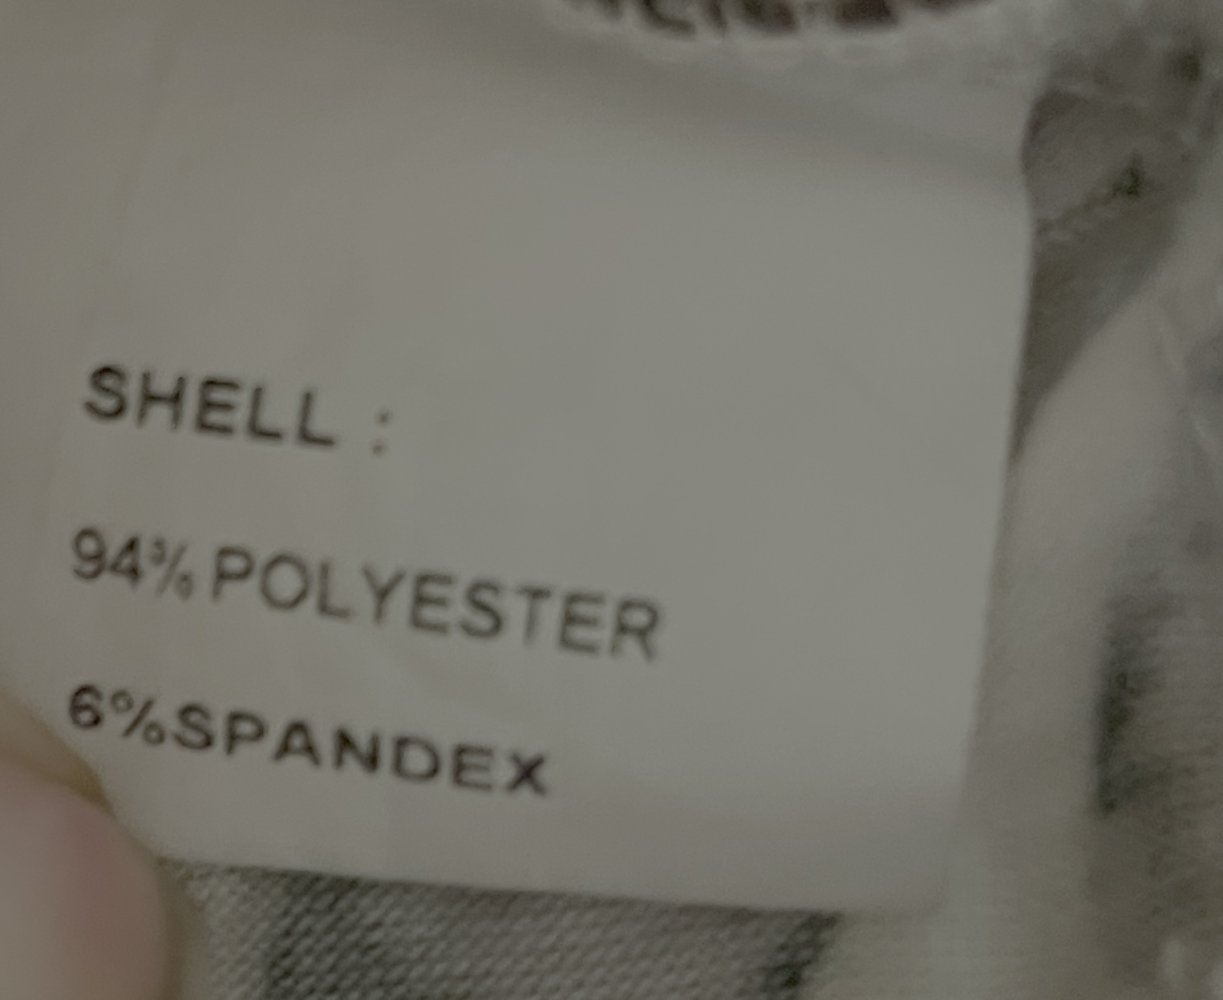 SHELL :
94% POLYESTER
6%SPANDEX